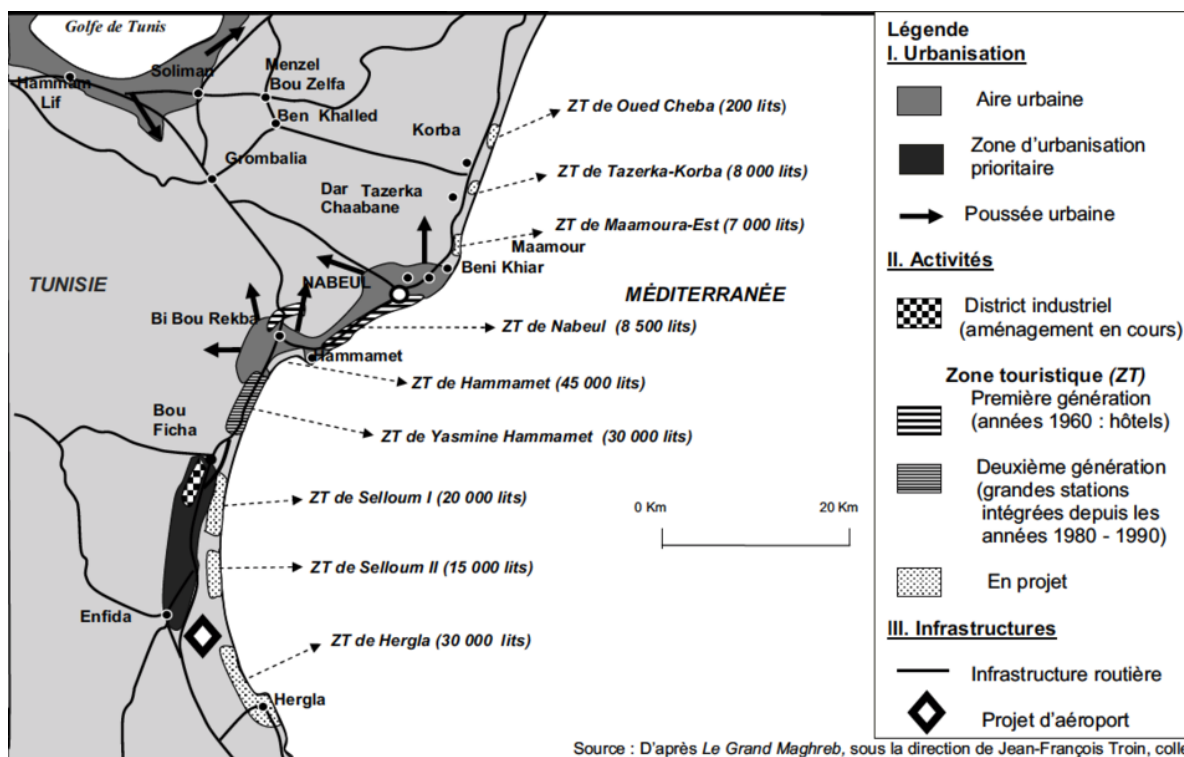 Golfe de Tunis
Soliman
Menzel
Bou Zelfa
Hammam
Lif
Ben Khalled
Korba
Grombalia
Dar Tazerka
Chaabane
Maamour
Beni Khiar
NABEUL
TUNISIE
MÉDITERRANÉE
Bi Bou Rekba
Hammamet
Bou
Ficha
Enfida
Hergla
ZT de Oued Cheba (200 lits)
ZT de Tazerka-Korba (8 000 lits)
ZT de Maamoura-Est (7 000 lits)
ZT de Nabeul (8 500 lits)
ZT de Hammamet (45 000 lits)
ZT de Yasmine Hammamet (30 000 lits)
ZT de Selloum I (20 000 lits)
ZT de Selloum II (15 000 lits)
ZT de Hergla (30 000 lits)
0 Km
20 Km
Légende
I. Urbanisation
Aire urbaine
Zone d'urbanisation
prioritaire
Poussée urbaine
II. Activités
District industriel
(aménagement en cours)
Zone touristique (ZT)
Première génération
(années 1960 : hôtels)
Deuxième génération
(grandes stations
intégrées depuis les
années 1980 - 1990)
En projet
III. Infrastructures
Infrastructure routière
Projet d'aéroport
Source : D'après Le Grand Maghreb, sous la direction de Jean-François Troin, colle